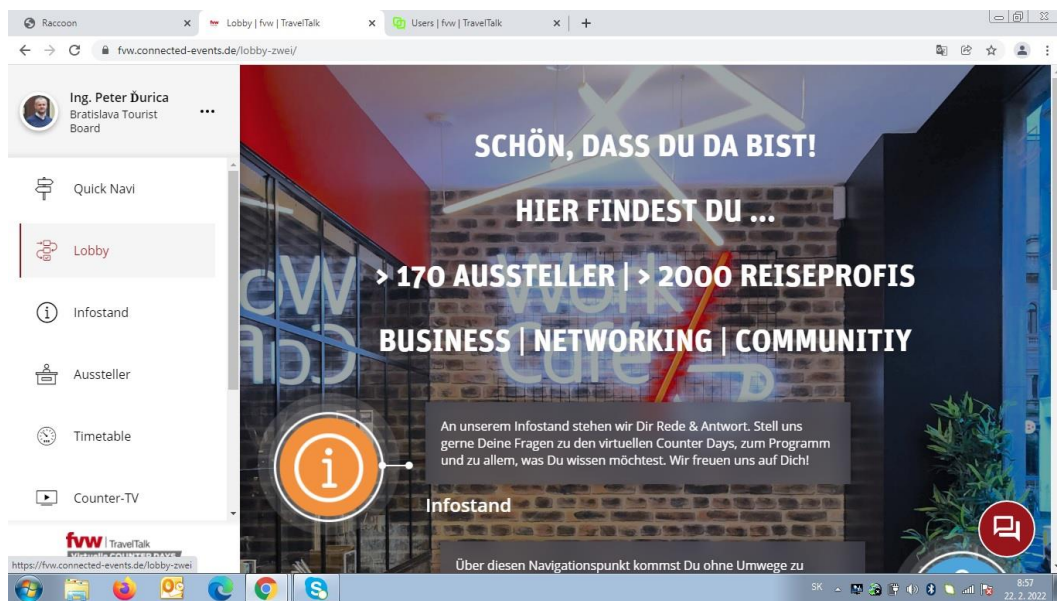 Raccoon
Lobby | fvw | TravelTalk
Users | fvw | TravelTalk
fvw.connected-events.de/lobby-zwei/
Ing. Peter Ďurica
Bratislava Tourist
Board
Quick Navi
Lobby
Infostand
Aussteller
Timetable
Counter-TV
fvw | TravelTalk
Virtuelle COUNTER DAYS
https://fvw.connected-events.de/lobby-zwei
SCHÖN, DASS DU DA BIST!
HIER FINDEST DU ...
> 170 AUSSTELLER | > 2000 REISEPROFIS
BUSINESS | NETWORKING | COMMUNITIY
Work
Café
An unserem Infostand stehen wir Dir Rede & Antwort. Stell uns
gerne Deine Fragen zu den virtuellen Counter Days, zum Programm
und zu allem, was Du wissen möchtest. Wir freuen uns auf Dich!
Infostand
Über diesen Navigationspunkt kommst Du ohne Umwege zu
SK
8:57
22. 2. 2022